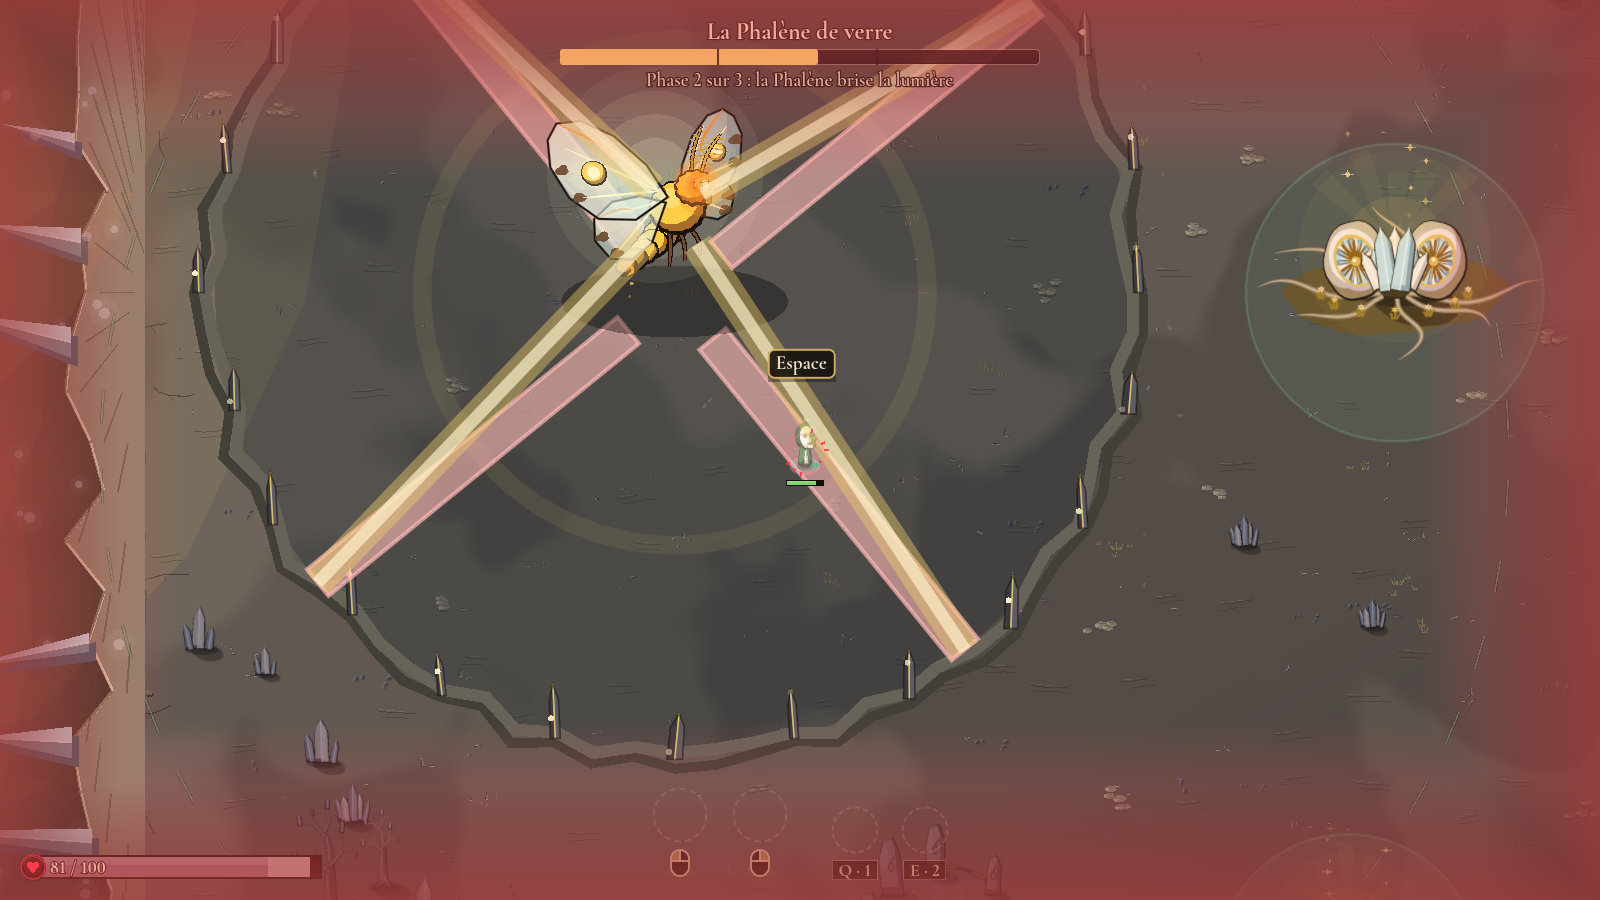 La Phalène de verre
Phase 2 sur 3 : la Phalène brise la lumière
Espace
81 / 100
Q · 1
E · 2